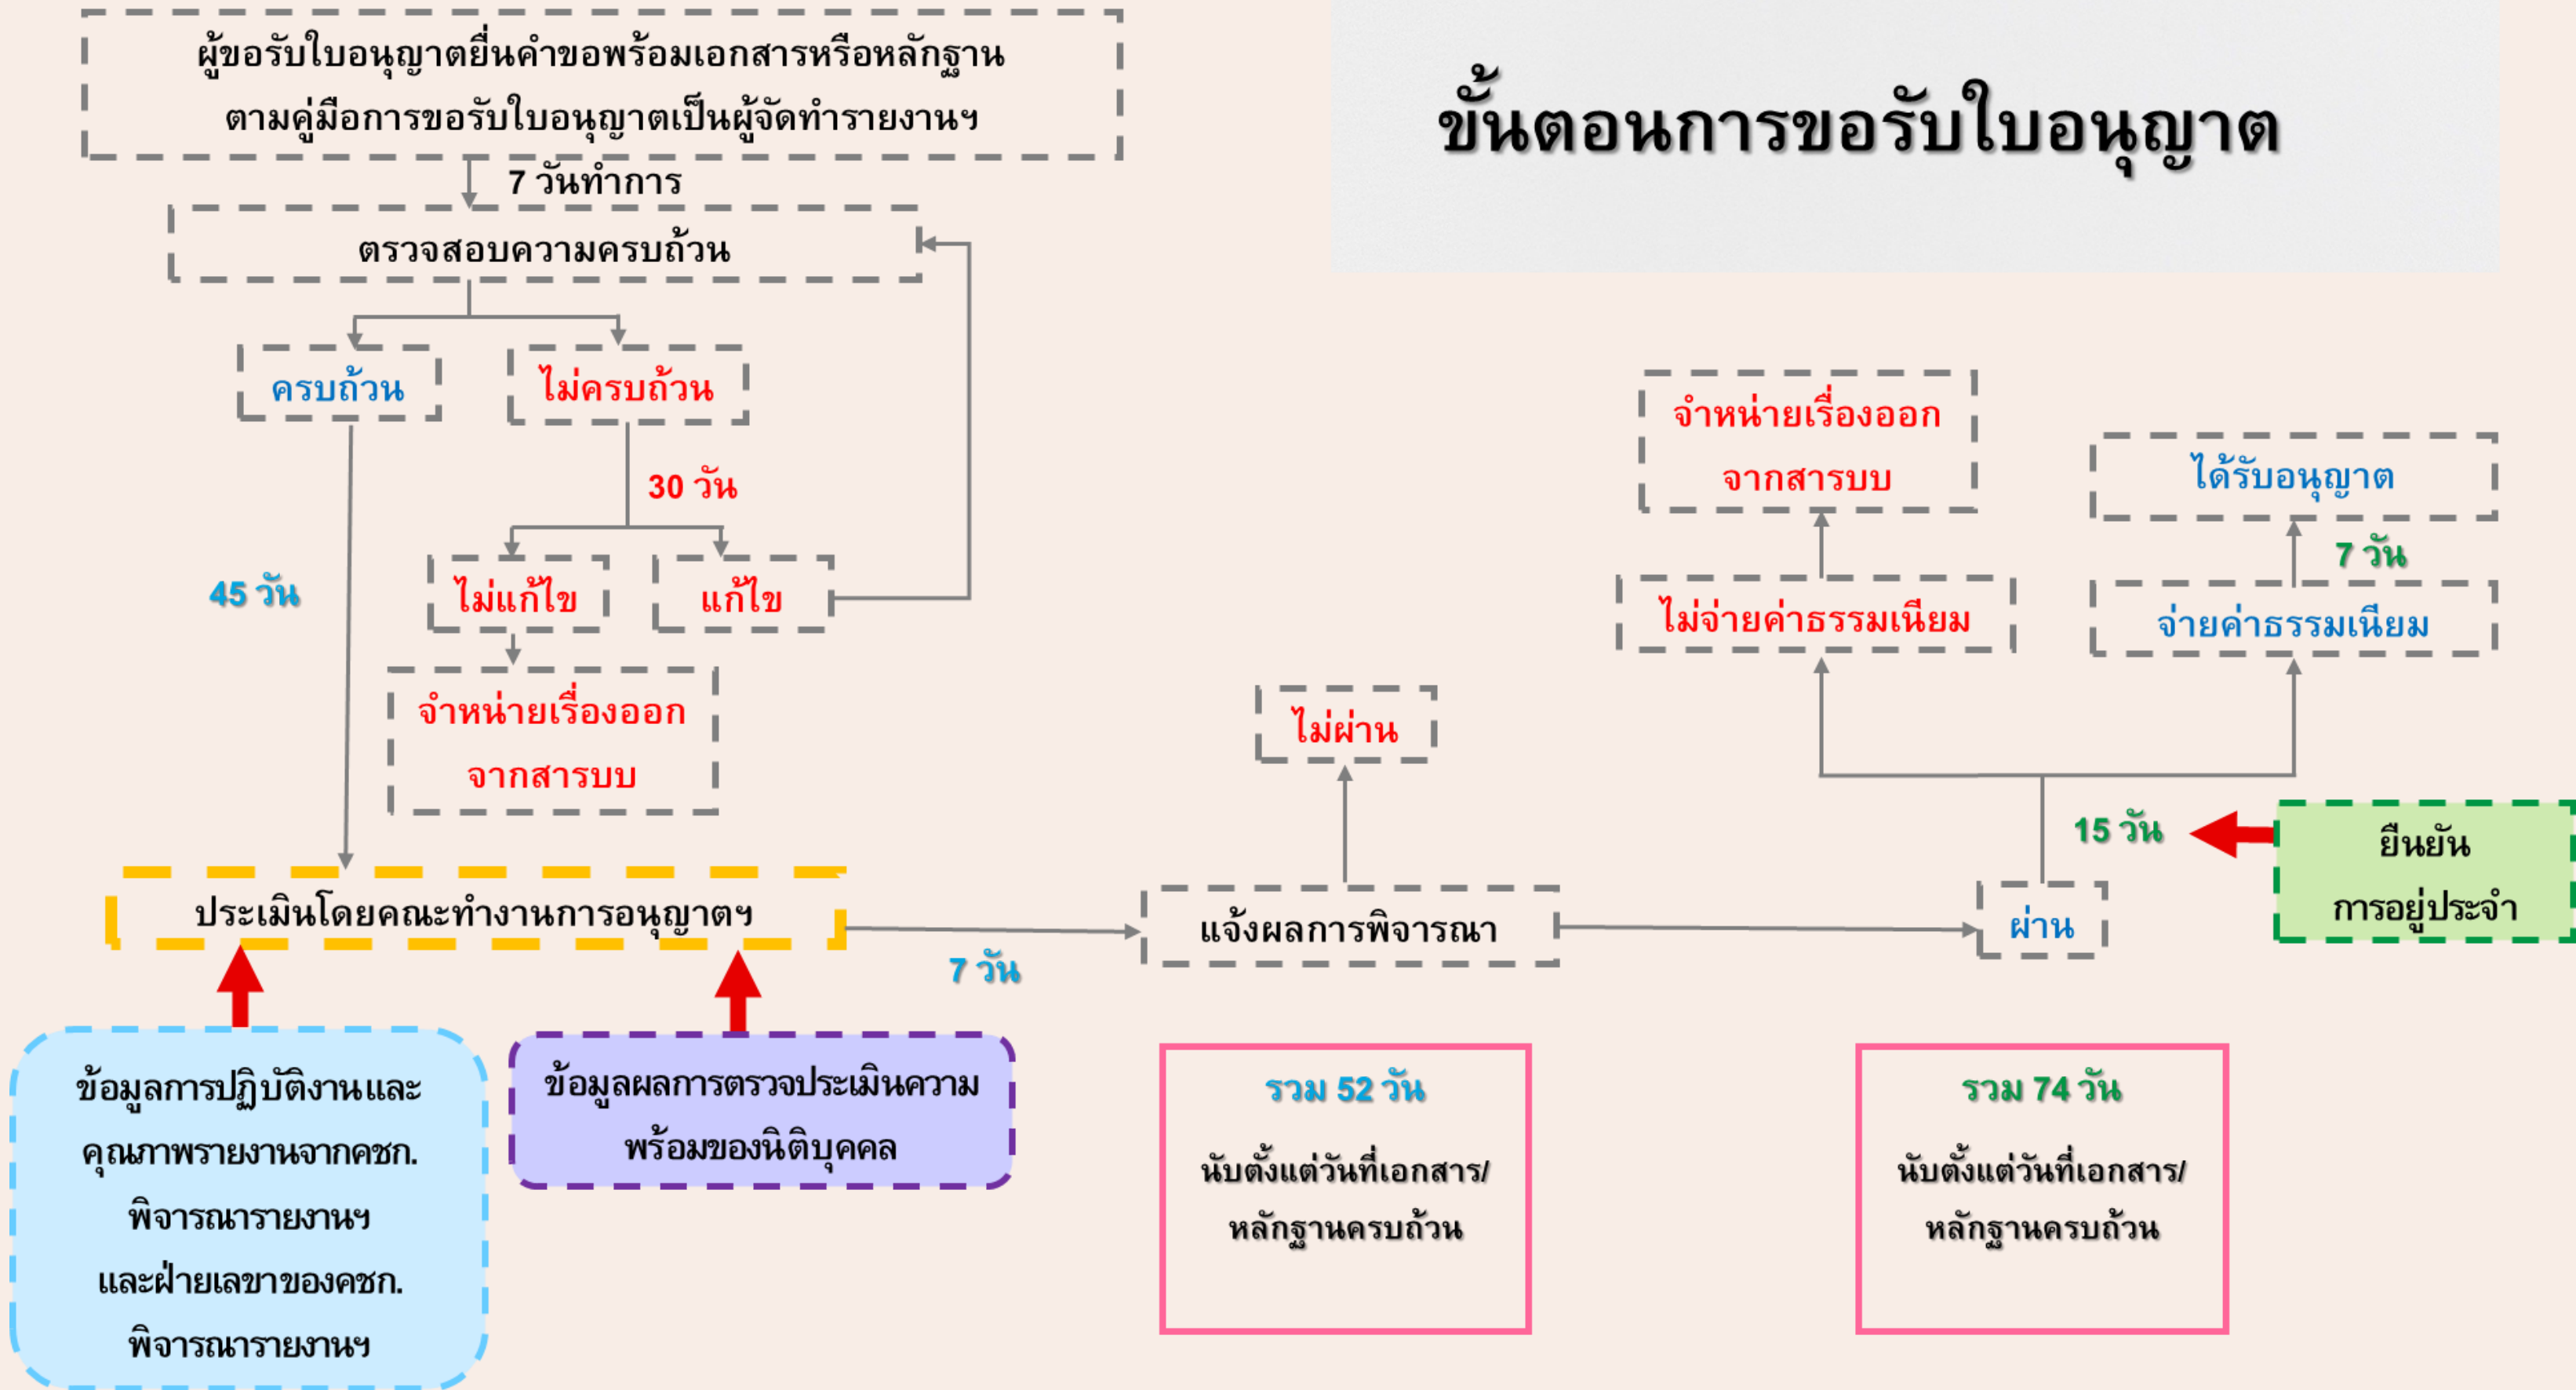 ขั้นตอนการขอรับใบอนุญาต
ผู้ขอรับใบอนุญาตยื่นคำขอพร้อมเอกสารหรือหลักฐาน
ตามคู่มือการขอรับใบอนุญาตเป็นผู้จัดทำรายงานฯ
7 วันทำการ
ตรวจสอบความครบถ้วน
ครบถ้วน
ไม่ครบถ้วน
30 วัน
45 วัน
ไม่แก้ไข
แก้ไข
จำหน่ายเรื่องออก
จากสารบบ
ประเมินโดยคณะทำงานการอนุญาตฯ
ข้อมูลการปฏิบัติงานและ
คุณภาพรายงานจากคชก.
พิจารณารายงานฯ
และฝ่ายเลขาของคชก.
พิจารณารายงานฯ
ข้อมูลผลการตรวจประเมินความ
พร้อมของนิติบุคคล
7 วัน
แจ้งผลการพิจารณา
ไม่ผ่าน
ผ่าน
15 วัน
ยืนยัน
การอยู่ประจำ
ไม่จ่ายค่าธรรมเนียม
จำหน่ายเรื่องออก
จากสารบบ
จ่ายค่าธรรมเนียม
7 วัน
ได้รับอนุญาต
รวม 52 วัน
นับตั้งแต่วันที่เอกสาร/
หลักฐานครบถ้วน
รวม 74 วัน
นับตั้งแต่วันที่เอกสาร/
หลักฐานครบถ้วน